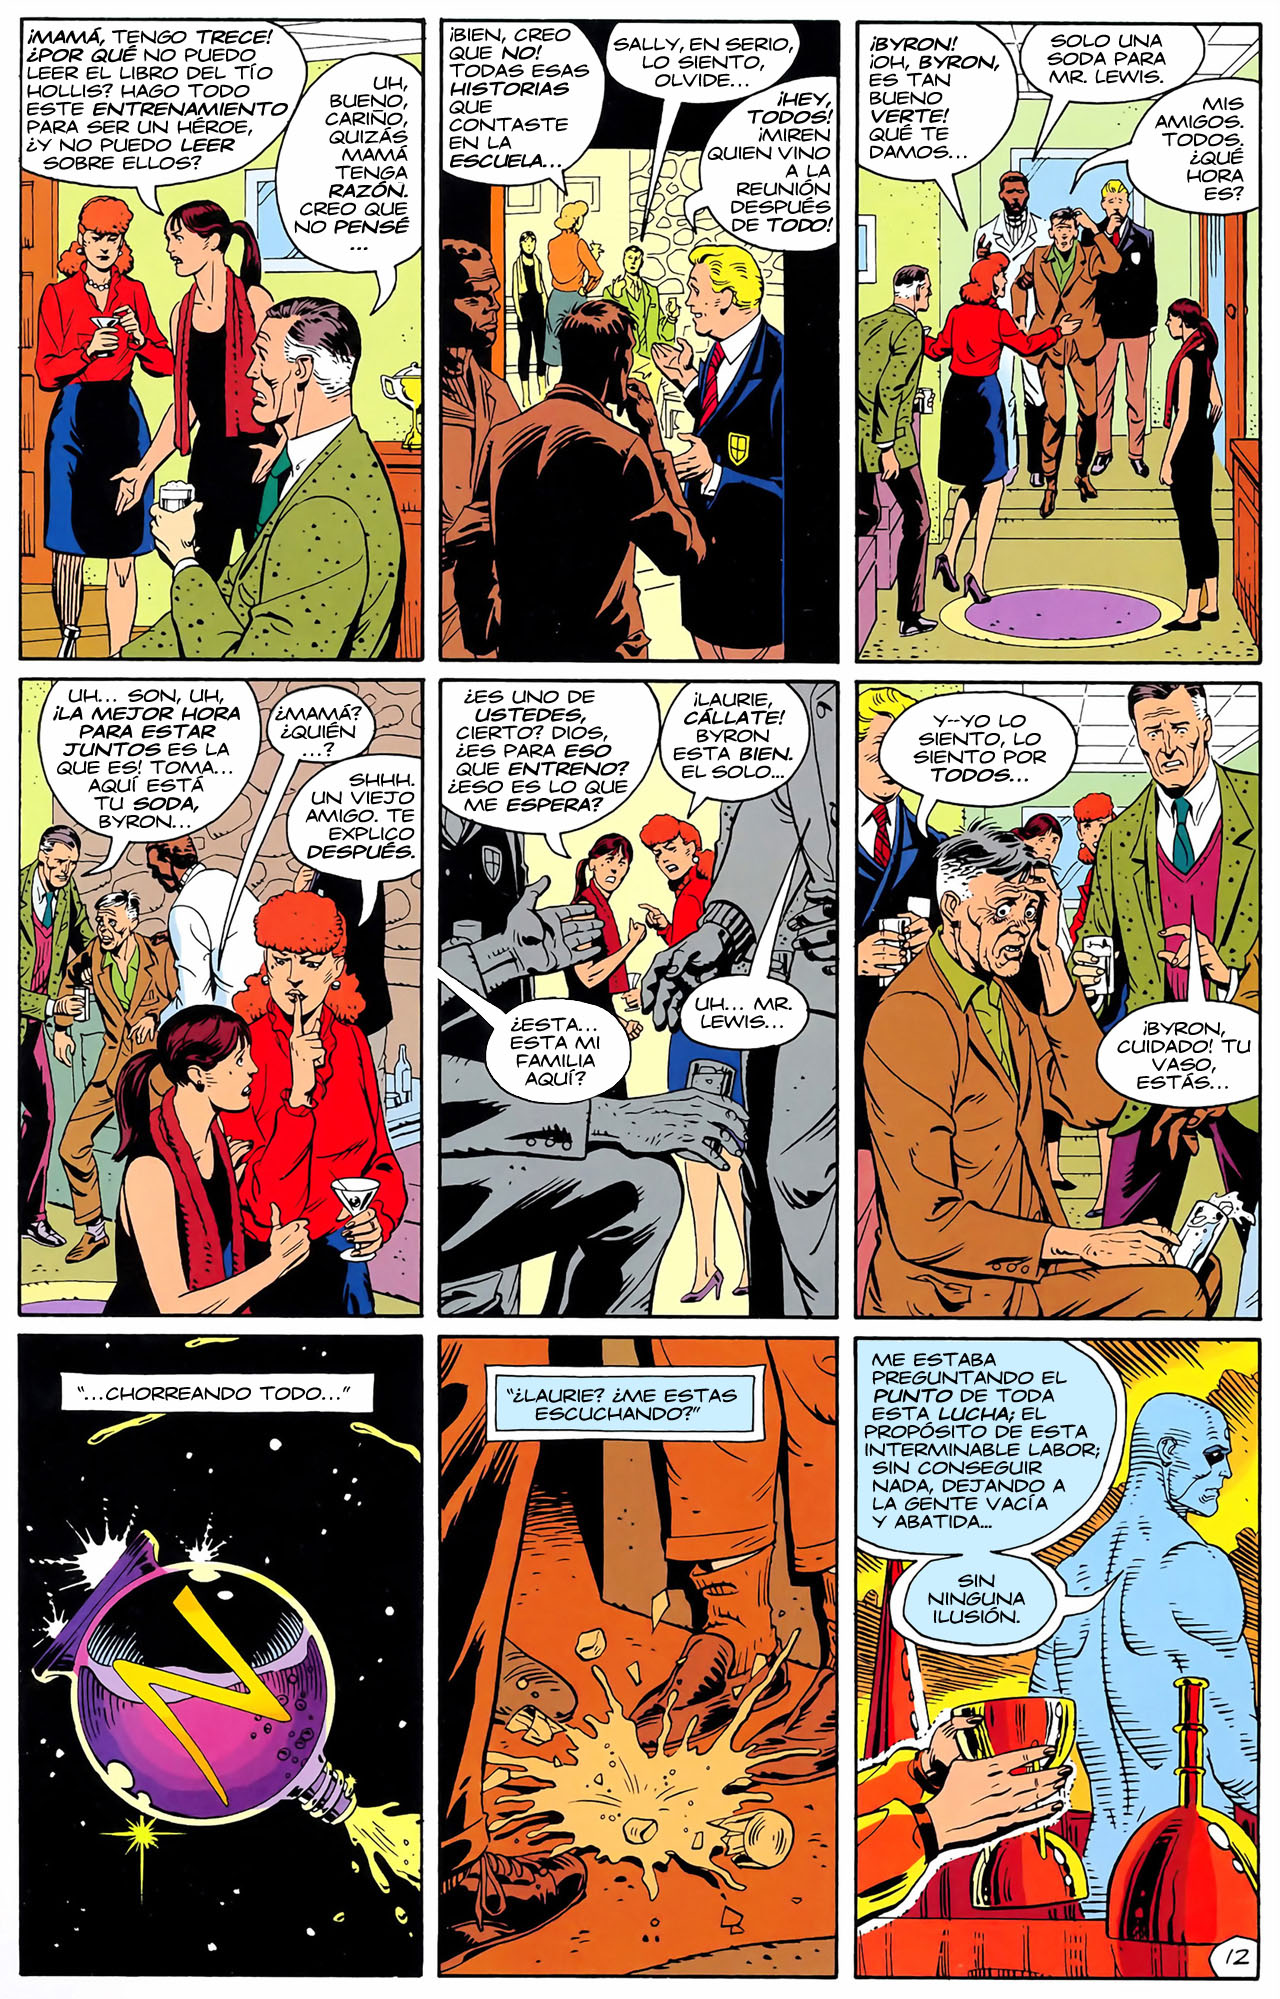 ¡MAMÁ, TENGO TRECE!
¿POR QUÉ NO PUEDO
LEER EL LIBRO DEL TÍO
HOLLIS? HAGO TODO
ESTE ENTRENAMIENTO
PARA SER UN HÉROE,
¿Y NO PUEDO LEER
SOBRE ELLOS?
UH,
BUENO,
CARIÑO,
QUIZÁS
MAMÁ
TENGA
RAZÓN.
CREO QUE
NO PENSÉ
...
¡BIEN, CREO
QUE NO!
TODAS ESAS
HISTORIAS
QUE
CONTASTE
EN LA
ESCUELA...
SALLY, EN SERIO,
LO SIENTO,
OLVIDE...
¡HEY,
TODOS!
¡MIREN
QUIEN VINO
A LA
REUNIÓN
DESPUÉS
DE TODO!
¡BYRON!
¡OH, BYRON,
ES TAN
BUENO
VERTE!
QUÉ TE
DAMOS...
SOLO UNA
SODA PARA
MR. LEWIS.
MIS
AMIGOS.
TODOS.
¿QUÉ
HORA
ES?
UH... SON, UH,
¡LA MEJOR HORA
PARA ESTAR
JUNTOS ES LA
QUE ES! TOMA...
AQUÍ ESTÁ
TU SODA,
BYRON...
¿MAMÁ?
¿QUIÉN
...?
SHHH.
UN VIEJO
AMIGO. TE
EXPLICO
DESPUÉS.
¿ES UNO DE
USTEDES,
CIERTO? DIOS,
¿ES PARA ESO
QUE ENTRENO?
¿ESO ES LO QUE
ME ESPERA?
¡LAURIE,
CÁLLATE!
BYRON
ESTA BIEN.
EL SOLO...
¿ESTA...
ESTA MI
FAMILIA
AQUÍ?
UH... MR.
LEWIS...
Y--YO LO
SIENTO, LO
SIENTO POR
TODOS...
¡BYRON,
CUIDADO! TU
VASO,
ESTÁS...
"...CHORREANDO TODO..."
"¿LAURIE? ¿ME ESTAS
ESCUCHANDO?"
ME ESTABA
PREGUNTANDO EL
PUNTO DE TODA
ESTA LUCHA; EL
PROPÓSITO DE ESTA
INTERMINABLE LABOR;
SIN CONSEGUIR
NADA, DEJANDO A
LA GENTE VACÍA
Y ABATIDA...
SIN
NINGUNA
ILUSIÓN.
N
12